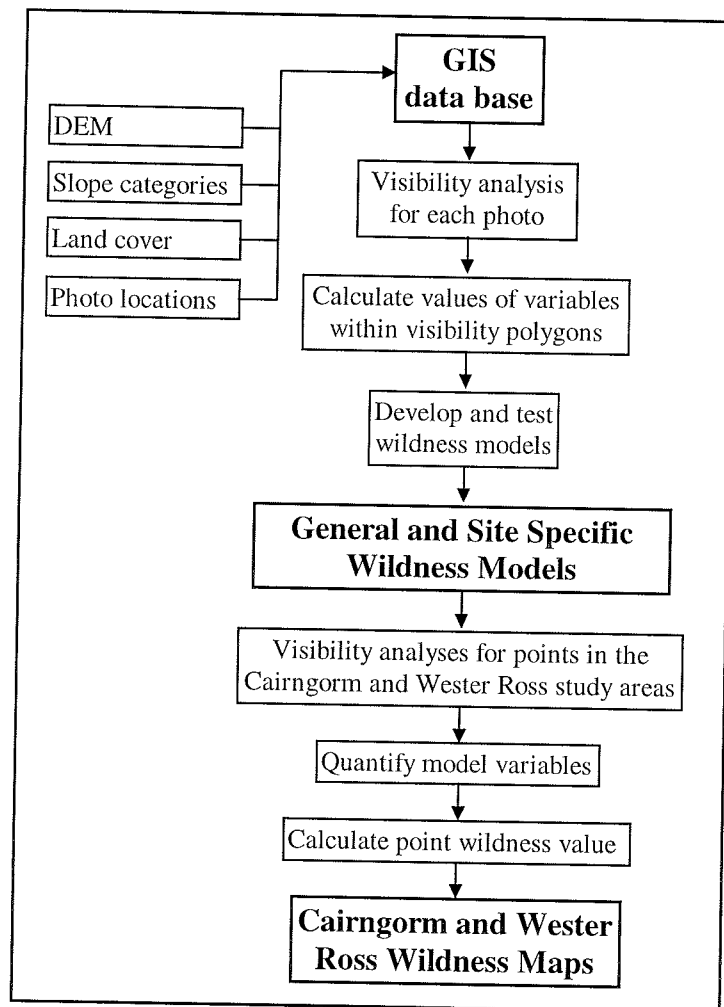 GIS
data base
DEM
Slope categories
Land cover
Photo locations
Visibility analysis
for each photo
Calculate values of variables
within visibility polygons
Develop and test
wildness models
General and Site Specific
Wildness Models
Visibility analyses for points in the
Cairngorm and Wester Ross study areas
Quantify model variables
Calculate point wildness value
Cairngorm and Wester
Ross Wildness Maps